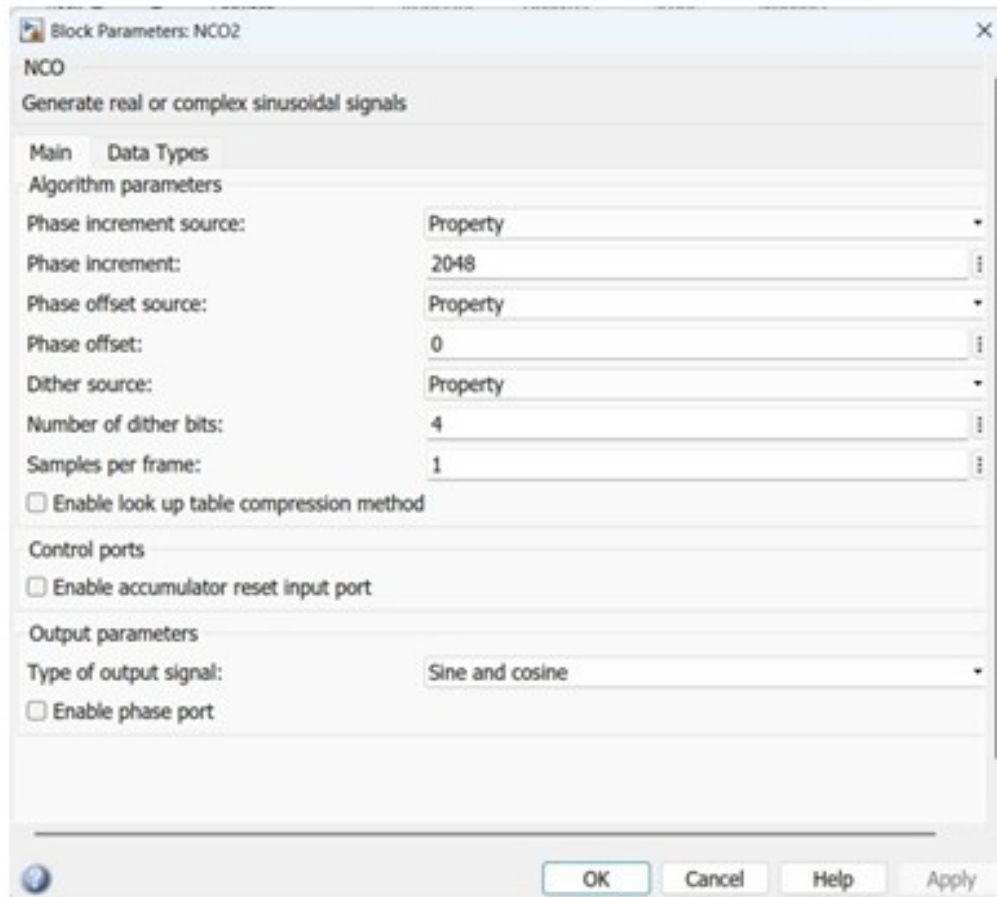 Block Parameters: NCO2
NCO
Generate real or complex sinusoidal signals
Main Data Types
Algorithm parameters
Phase increment source: Property
Phase increment: 2048
Phase offset source: Property
Phase offset: 0
Dither source: Property
Number of dither bits: 4
Samples per frame: 1
Enable look up table compression method
Control ports
Enable accumulator reset input port
Output parameters
Type of output signal: Sine and cosine
Enable phase port
OK Cancel Help Apply